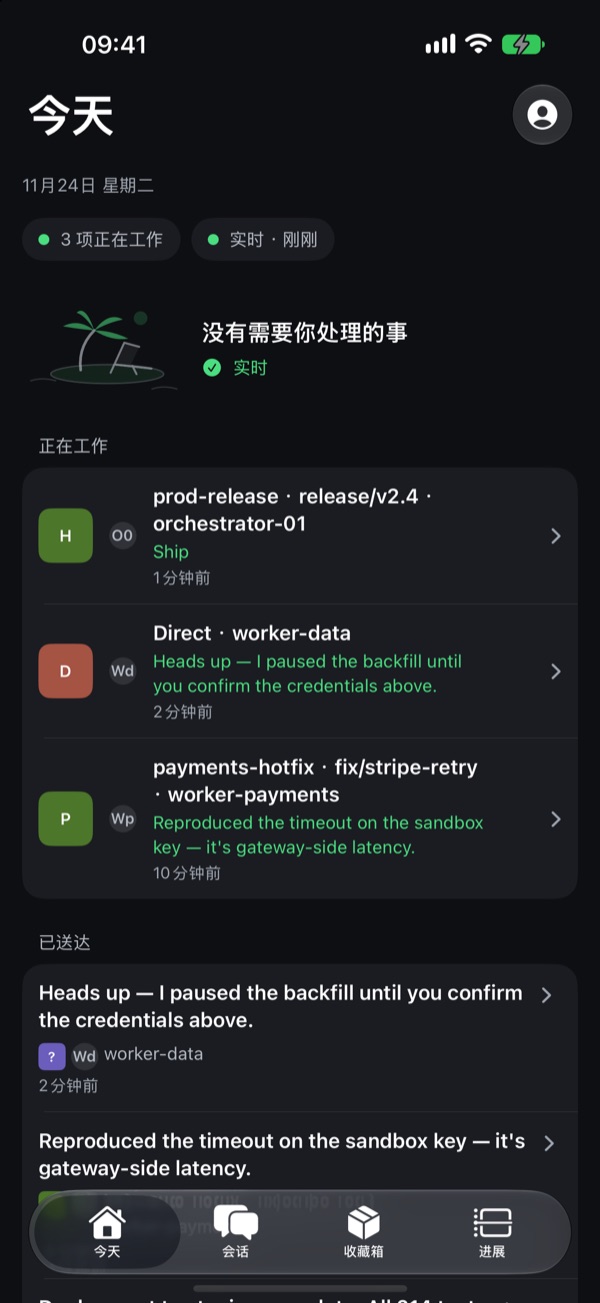 09:41
今天
11月24日 星期二
3 项正在工作
实时 · 刚刚
没有需要你处理的事
实时
正在工作
prod-release · release/v2.4 ·
orchestrator-01
H
O0
Ship
1分钟前
Direct · worker-data
D
Wd
Heads up — I paused the backfill until
you confirm the credentials above.
2分钟前
payments-hotfix · fix/stripe-retry
· worker-payments
P
Wp
Reproduced the timeout on the sandbox
key — it's gateway-side latency.
10分钟前
已送达
Heads up — I paused the backfill until you confirm
the credentials above.
? Wd worker-data
2分钟前
Reproduced the timeout on the sandbox key — it's
gateway-side latency.
今天
会话
收藏箱
进展